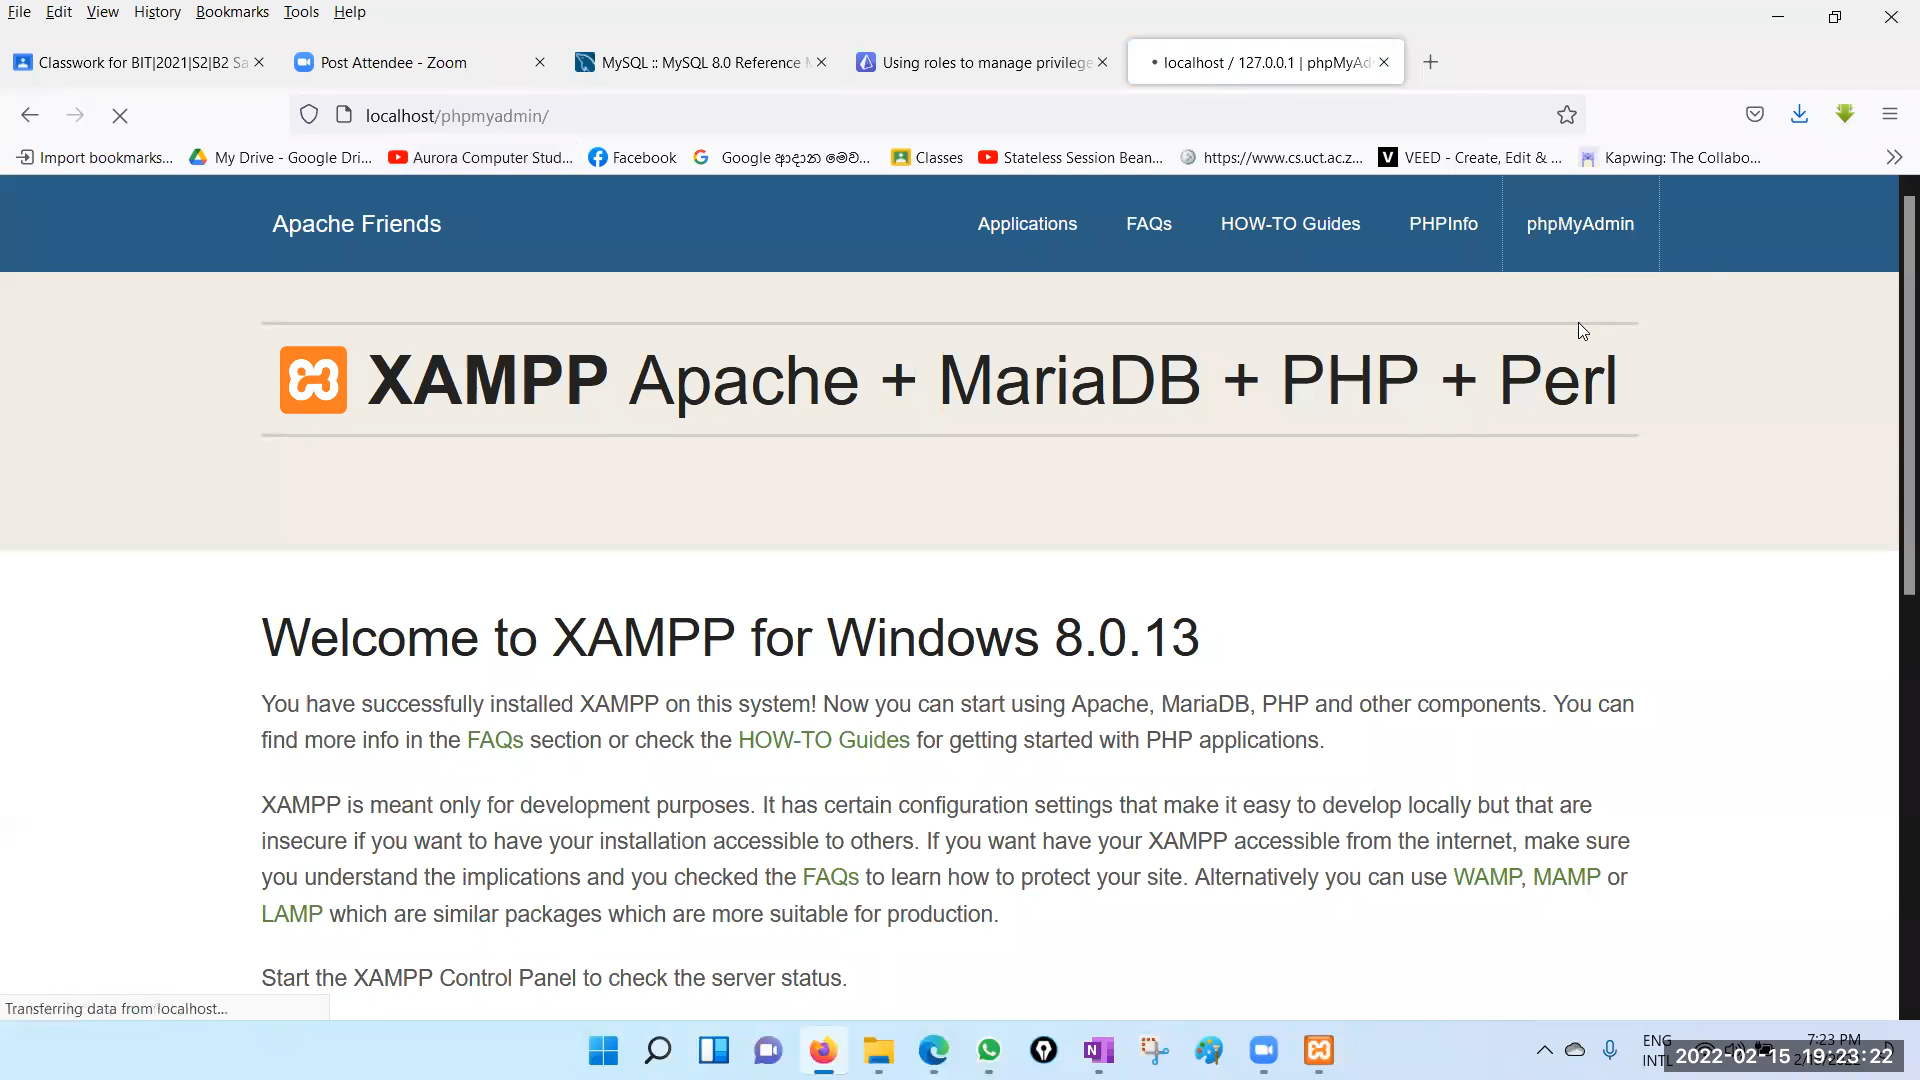 File Edit View History Bookmarks Tools Help
Classwork for BIT|2021|S2|B2 Sa
Post Attendee - Zoom
MySQL :: MySQL 8.0 Reference
Using roles to manage privilege
localhost / 127.0.0.1 | phpMyAd
localhost/phpmyadmin/
Import bookmarks...
My Drive - Google Dri...
Aurora Computer Stud...
Facebook
Google ආදාන මෙව...
Classes
Stateless Session Bean...
https://www.cs.uct.ac.z...
VEED - Create, Edit & ...
Kapwing: The Collabo...
Apache Friends
Applications
FAQs
HOW-TO Guides
PHPInfo
phpMyAdmin
XAMPP Apache + MariaDB + PHP + Perl
Welcome to XAMPP for Windows 8.0.13
You have successfully installed XAMPP on this system! Now you can start using Apache, MariaDB, PHP and other components. You can
find more info in the FAQs section or check the HOW-TO Guides for getting started with PHP applications.
XAMPP is meant only for development purposes. It has certain configuration settings that make it easy to develop locally but that are
insecure if you want to have your installation accessible to others. If you want have your XAMPP accessible from the internet, make sure
you understand the implications and you checked the FAQs to learn how to protect your site. Alternatively you can use WAMP, MAMP or
LAMP which are similar packages which are more suitable for production.
Start the XAMPP Control Panel to check the server status.
Transferring data from localhost...
ENG
INTL
7:23 PM
2022-02-15 19:23:22